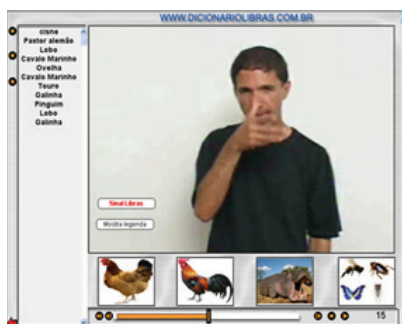 WWW.DICIONARIOLIBRAS.COM.BR
cisne
Pastor alemão
Lobo
Cavalo Marinho
Ovelha
Cavalo Marinho
Touro
Galinha
Pinguim
Lobo
Galinha
Sinal Libras
Mostra legenda
15